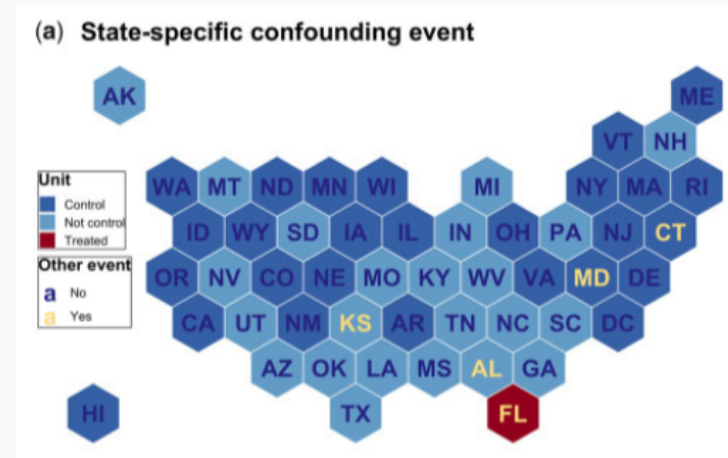 (a) State-specific confounding event
AK
ME
VT NH
WA MT ND MN WI MI NY MA RI
ID WY SD IA IL IN OH PA NJ CT
OR NV CO NE MO KY WV VA MD DE
CA UT NM KS AR TN NC SC DC
AZ OK LA MS AL GA
HI TX FL
Unit
Control
Not control
Treated
Other event
a No
a Yes